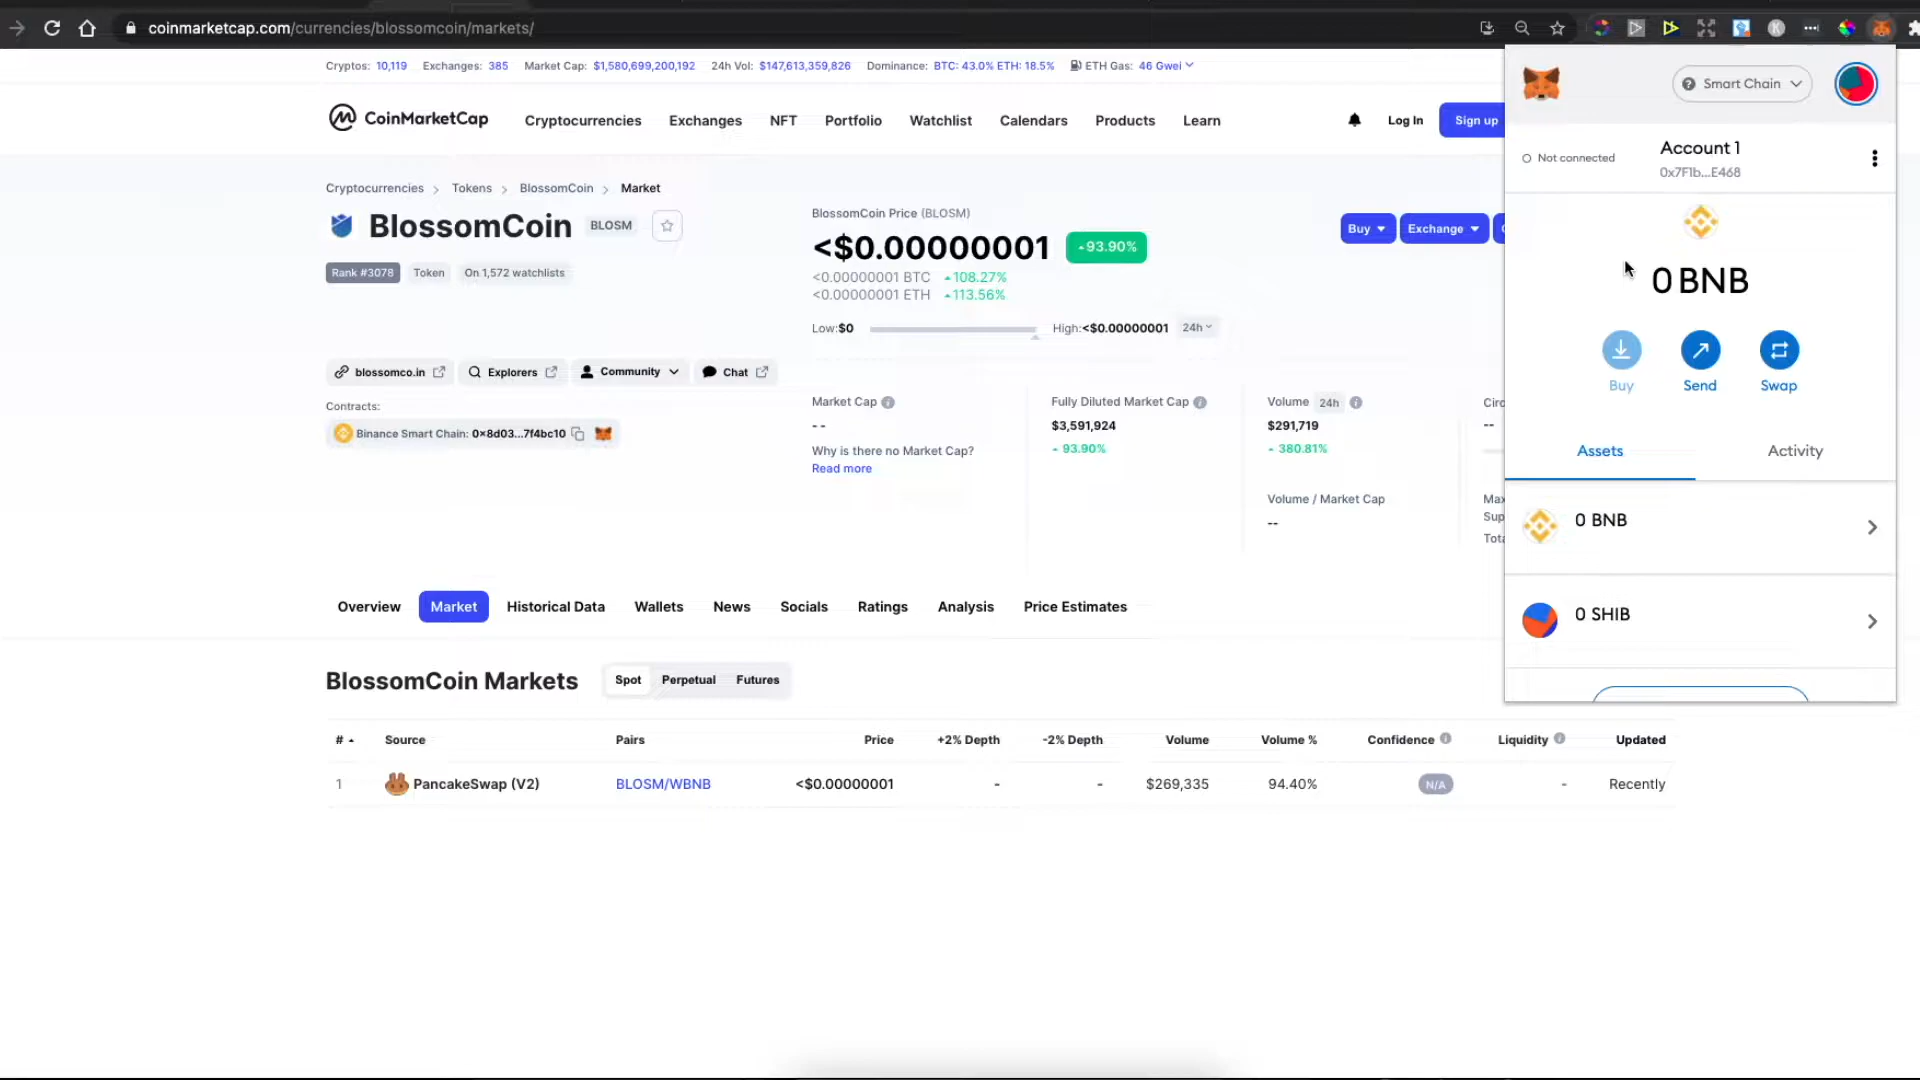 coinmarketcap.com/currencies/blossomcoin/markets/
Cryptos: 10,119 Exchanges: 385 Market Cap: $1,580,699,200,192 24h Vol: $147,613,359,826 Dominance: BTC: 43.0% ETH: 18.5% ETH Gas: 46 Gwei
CoinMarketCap Cryptocurrencies Exchanges NFT Portfolio Watchlist Calendars Products Learn Log In Sign up
Cryptocurrencies Tokens BlossomCoin Market
BlossomCoin BLOSM
Rank #3078 Token On 1,572 watchlists
blossomco.in Explorers Community Chat
Contracts:
Binance Smart Chain: 0x8d03...7f4bc10
BlossomCoin Price (BLOSM)
<$0.00000001 93.90%
<0.00000001 BTC 108.27%
<0.00000001 ETH 113.56%
Low:$0 High:<$0.00000001 24h
Buy Exchange
Market Cap
- -
Why is there no Market Cap?
Read more
Fully Diluted Market Cap
$3,591,924
93.90%
Volume 24h
$291,719
380.81%
Volume / Market Cap
--
Circ
--
Max
Sup
Tota
Smart Chain
Not connected
Account 1
0x7F1b...E468
0 BNB
Buy Send Swap
Assets Activity
0 BNB
0 SHIB
Overview Market Historical Data Wallets News Socials Ratings Analysis Price Estimates
BlossomCoin Markets Spot Perpetual Futures
# Source Pairs Price +2% Depth -2% Depth Volume Volume % Confidence Liquidity Updated
1 PancakeSwap (V2) BLOSM/WBNB <$0.00000001 - - $269,335 94.40% N/A - Recently